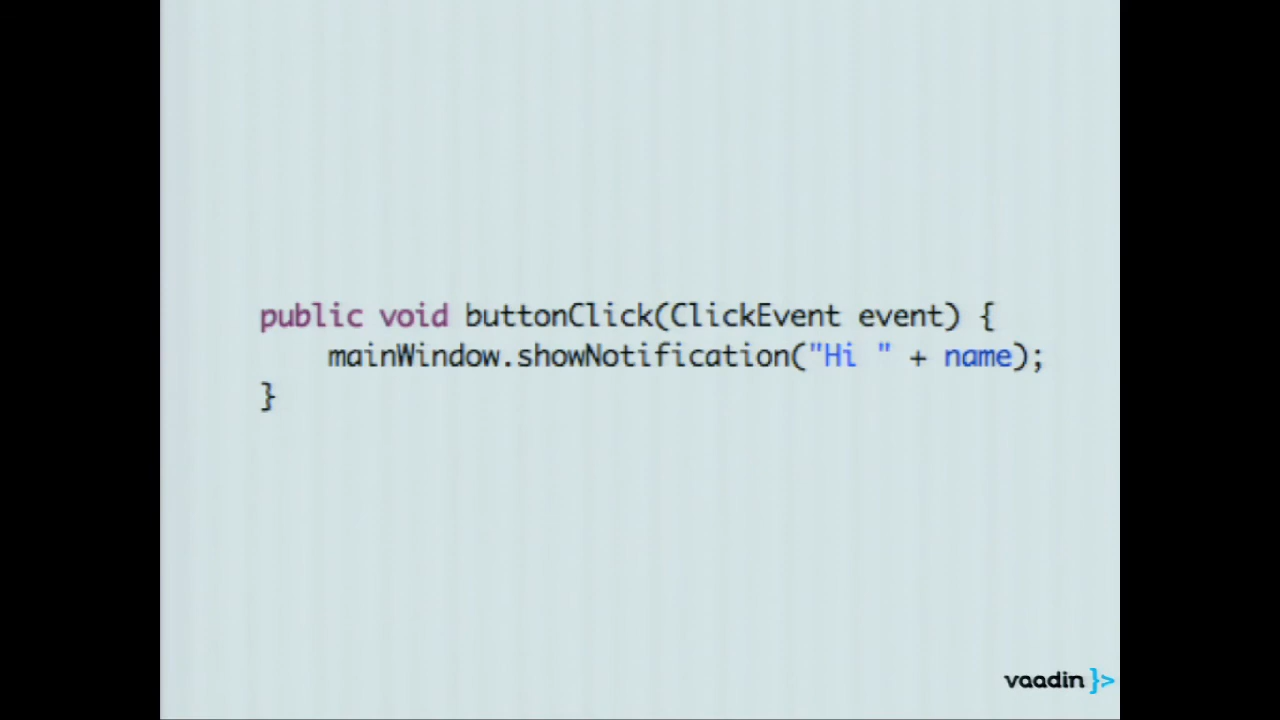 public void buttonClick(ClickEvent event) {
    mainWindow.showNotification("Hi " + name);
}
vaadin }>